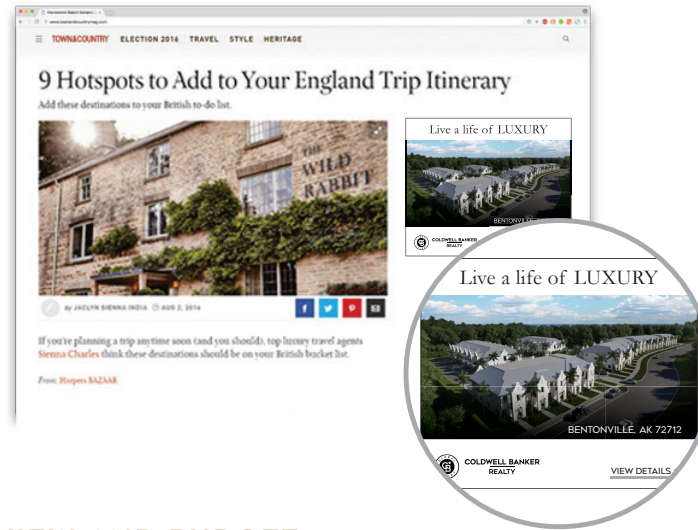 www.townandcountrymag.com
TOWN&COUNTRY ELECTION 2016 TRAVEL STYLE HERITAGE
9 Hotspots to Add to Your England Trip Itinerary
Add these destinations to your British to-do list.
THE
WILD
RABBIT
By JACLYN SIENNA INDIA AUG 2, 2016
If you're planning a trip anytime soon (and you should), top luxury travel agents
Sienna Charles think these destinations should be on your British bucket list.
From: Harpers BAZAAR
Live a life of LUXURY
BENTONVILLE,
COLDWELL BANKER
REALTY
Live a life of LUXURY
BENTONVILLE, AK 72712
COLDWELL BANKER
REALTY
VIEW DETAILS